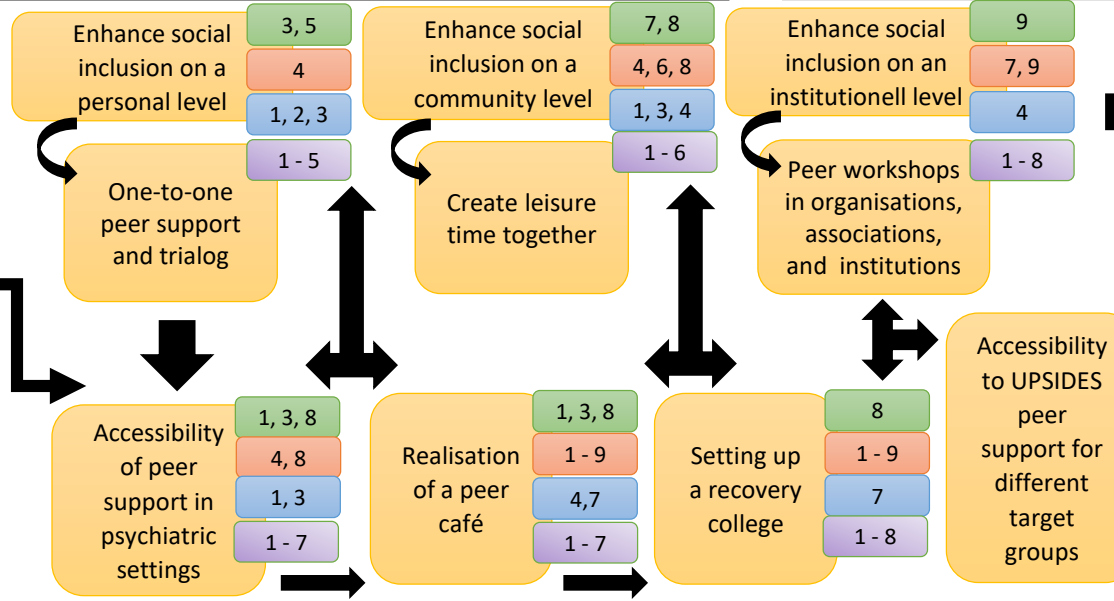 Enhance social
inclusion on a
personal level
3, 5
4
1, 2, 3
1 - 5
One-to-one
peer support
and trialog
Enhance social
inclusion on a
community level
7, 8
4, 6, 8
1, 3, 4
1 - 6
Create leisure
time together
Enhance social
inclusion on an
institutionell level
9
7, 9
4
1 - 8
Peer workshops
in organisations,
associations,
and institutions
Accessibility
of peer
support in
psychiatric
settings
1, 3, 8
4, 8
1, 3
1 - 7
Realisation
of a peer
café
1, 3, 8
1 - 9
4,7
1 - 7
Setting up
a recovery
college
8
1 - 9
7
1 - 8
Accessibility
to UPSIDES
peer
support for
different
target
groups